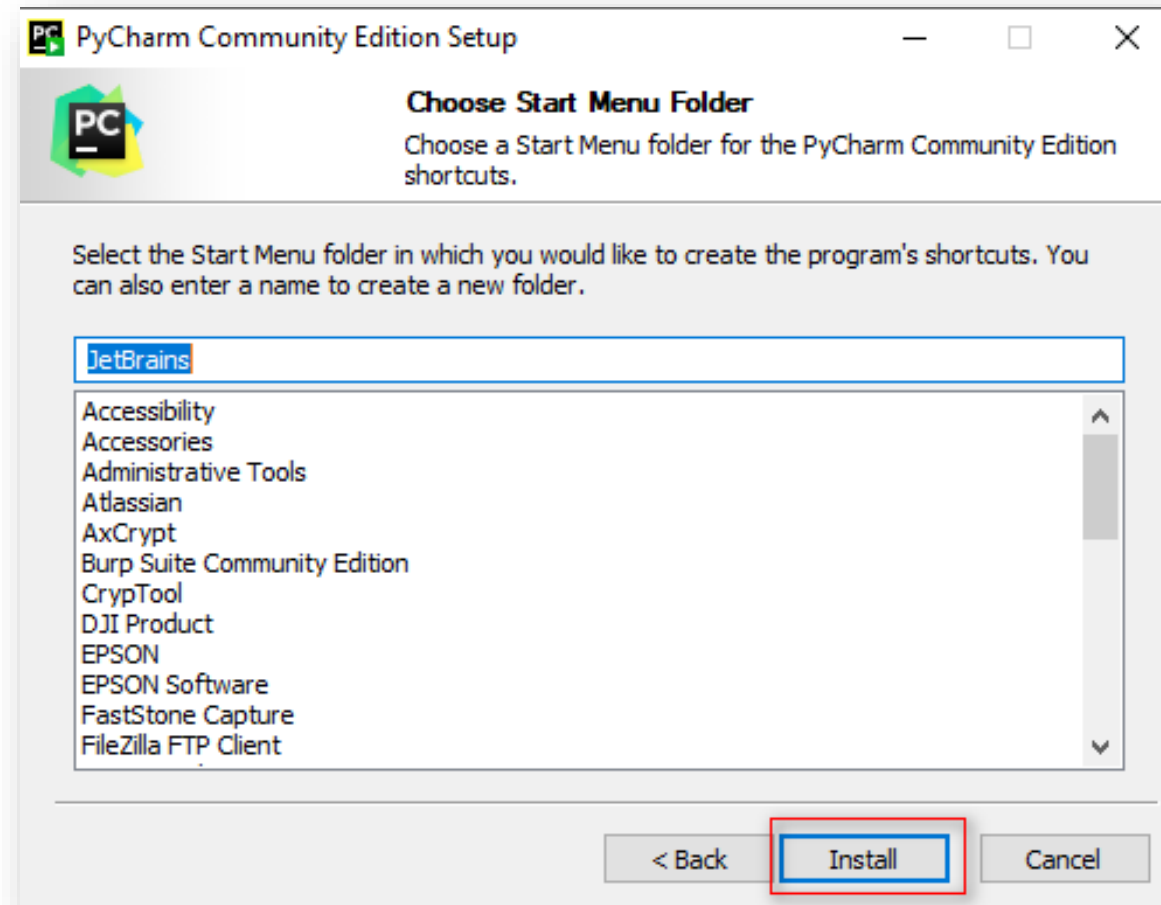 PC PyCharm Community Edition Setup
PC
Choose Start Menu Folder
Choose a Start Menu folder for the PyCharm Community Edition
shortcuts.
Select the Start Menu folder in which you would like to create the program's shortcuts. You
can also enter a name to create a new folder.
JetBrains
Accessibility
Accessories
Administrative Tools
Atlassian
AxCrypt
Burp Suite Community Edition
CrypTool
DJI Product
EPSON
EPSON Software
FastStone Capture
FileZilla FTP Client
< Back Install Cancel